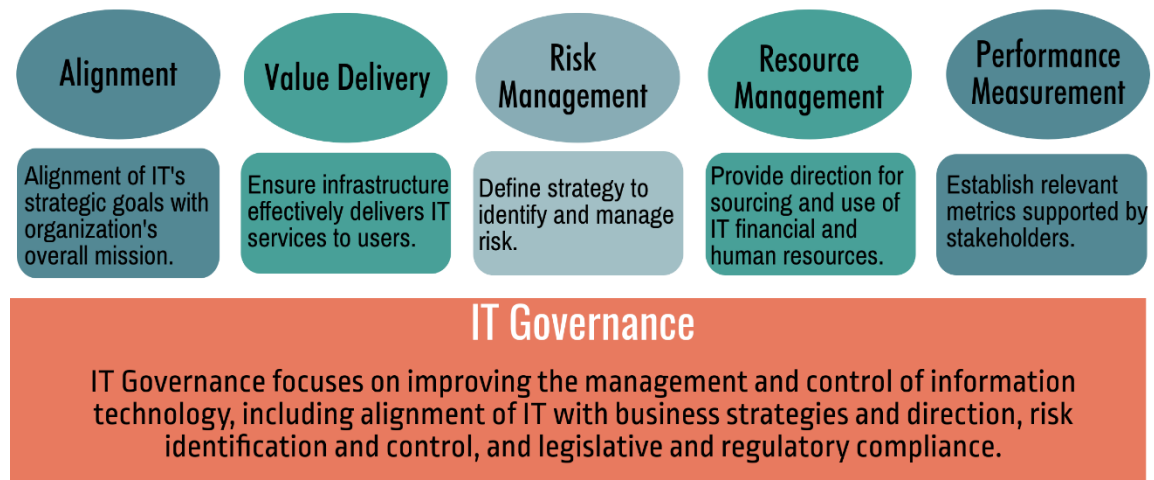 Alignment
Value Delivery
Risk
Management
Resource
Management
Performance
Measurement
Alignment of IT's
strategic goals with
organization's
overall mission.
Ensure infrastructure
effectively delivers IT
services to users.
Define strategy to
identify and manage
risk.
Provide direction for
sourcing and use of
IT financial and
human resources.
Establish relevant
metrics supported by
stakeholders.
IT Governance
IT Governance focuses on improving the management and control of information
technology, including alignment of IT with business strategies and direction, risk
identification and control, and legislative and regulatory compliance.